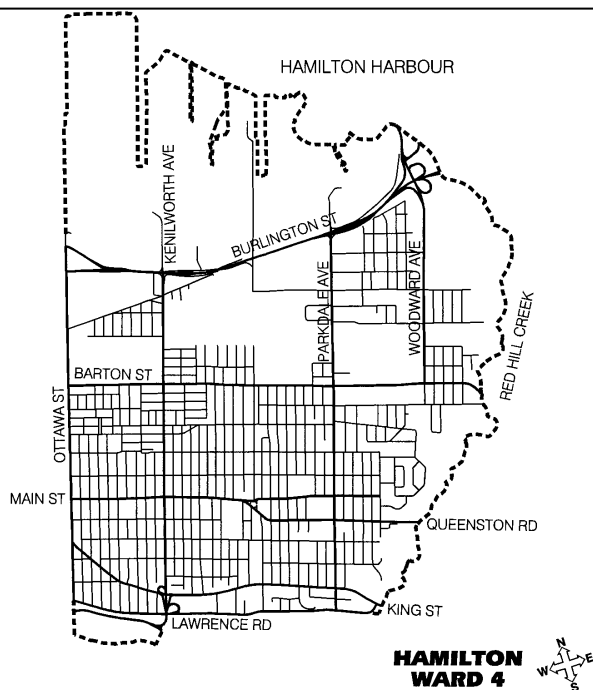 HAMILTON HARBOUR
KENILWORTH AVE
BURLINGTON ST
PARKDALE AVE
WOODWARD AVE
RED HILL CREEK
BARTON ST
OTTAWA ST
MAIN ST
QUEENSTON RD
KING ST
LAWRENCE RD
HAMILTON
WARD 4
N
W E
S